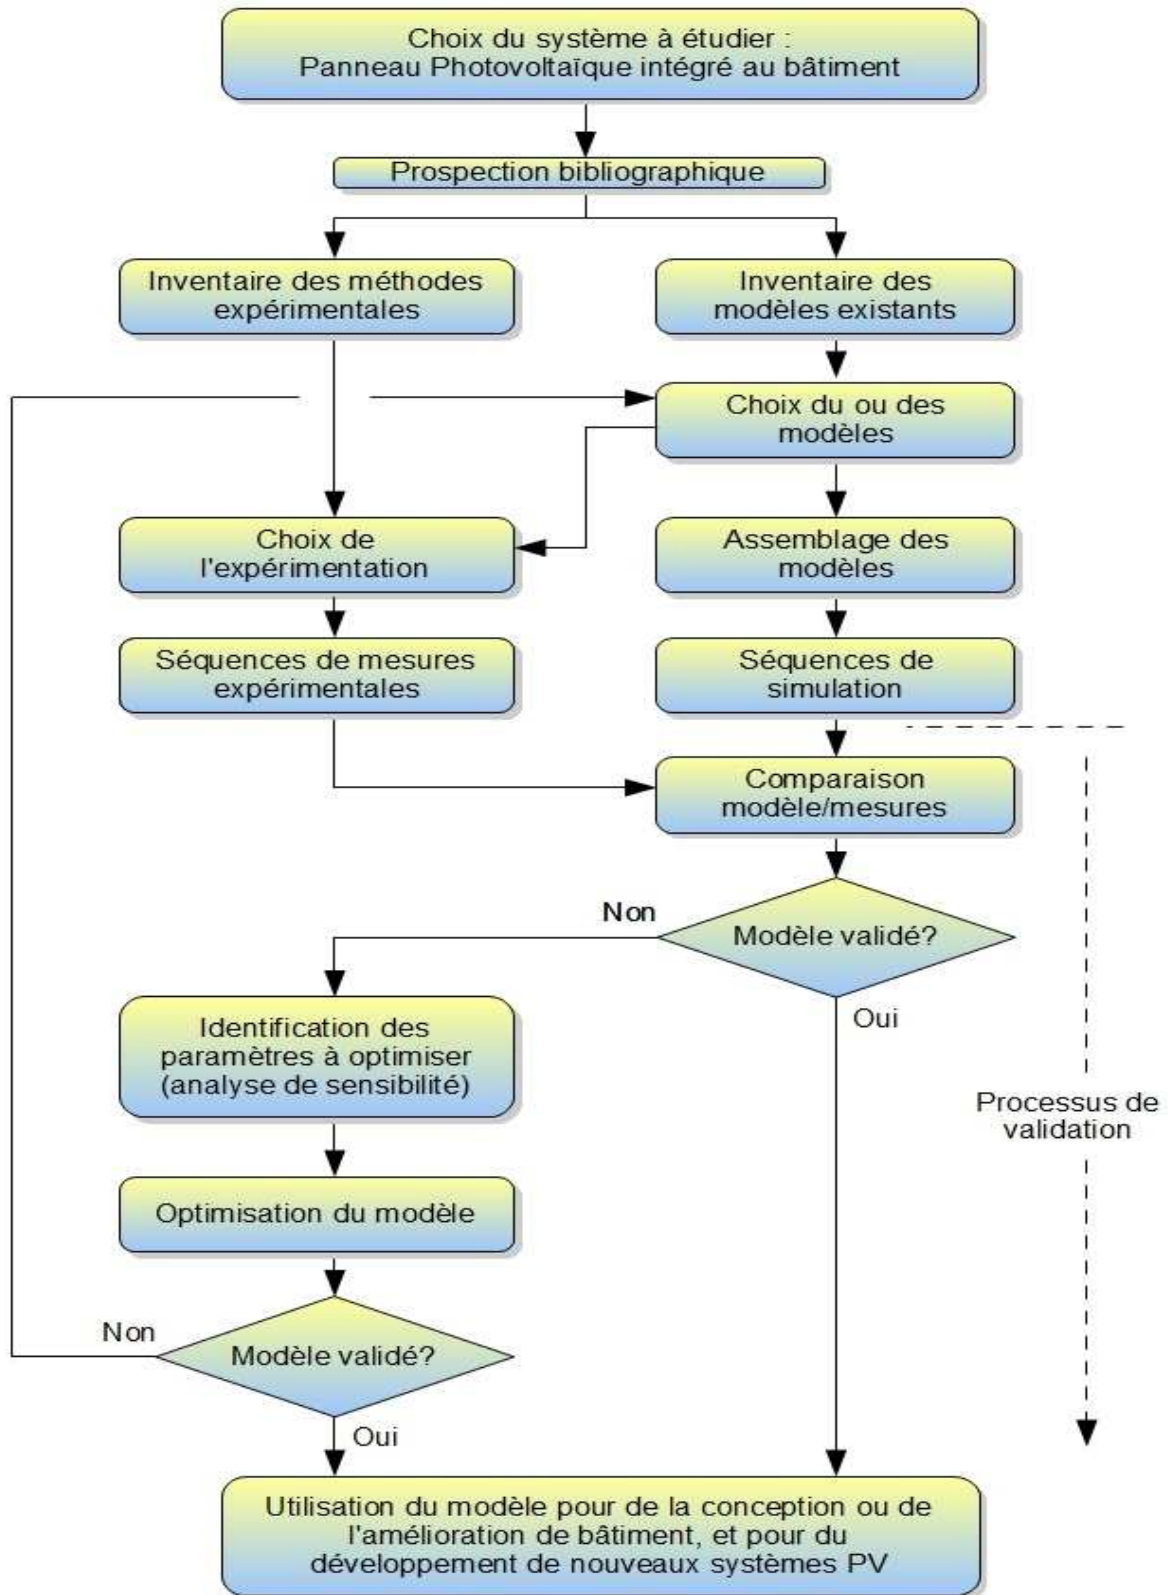 Choix du système à étudier :
Panneau Photovoltaïque intégré au bâtiment
Prospection bibliographique
Inventaire des méthodes
expérimentales
Inventaire des
modèles existants
Choix du ou des
modèles
Choix de
l'expérimentation
Assemblage des
modèles
Séquences de mesures
expérimentales
Séquences de
simulation
Comparaison
modèle/mesures
Non
Modèle validé?
Oui
Identification des
paramètres à optimiser
(analyse de sensibilité)
Processus de
validation
Optimisation du modèle
Non
Modèle validé?
Oui
Utilisation du modèle pour de la conception ou de
l'amélioration de bâtiment, et pour du
développement de nouveaux systèmes PV